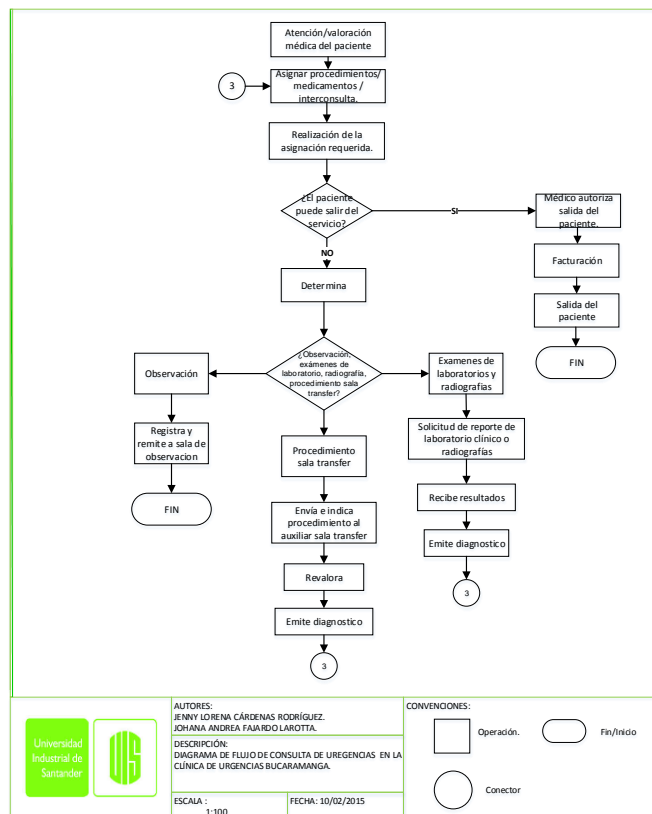 Atención/valoración
médica del paciente
3
Asignar procedimientos/
medicamentos /
interconsulta.
Realización de la
asignación requerida.
¿El paciente
puede salir del
servicio?
SI
Médico autoriza
salida del
paciente.
NO
Facturación
Determina
Salida del
paciente
FIN
¿Observación,
exámenes de
laboratorio, radiografía,
procedimiento sala
transfer?
Observación
Examenes de
laboratorios y
radiografías
Registra y
remite a sala de
observacion
FIN
Procedimiento
sala transfer
Solicitud de reporte de
laboratorio clínico o
radiografías
Envía e indica
procedimiento al
auxiliar sala transfer
Recibe resultados
Revalora
Emite diagnostico
3
Emite diagnostico
3
Universidad
Industrial de
Santander
UIS
AUTORES:
JENNY LORENA CÁRDENAS RODRÍGUEZ.
JOHANA ANDREA FAJARDO LAROTTA.
DESCRIPCIÓN:
DIAGRAMA DE FLUJO DE CONSULTA DE UREGENCIAS EN LA
CLÍNICA DE URGENCIAS BUCARAMANGA.
ESCALA :
1:100
FECHA: 10/02/2015
CONVENCIONES:
Operación.
Fin/Inicio
Conector